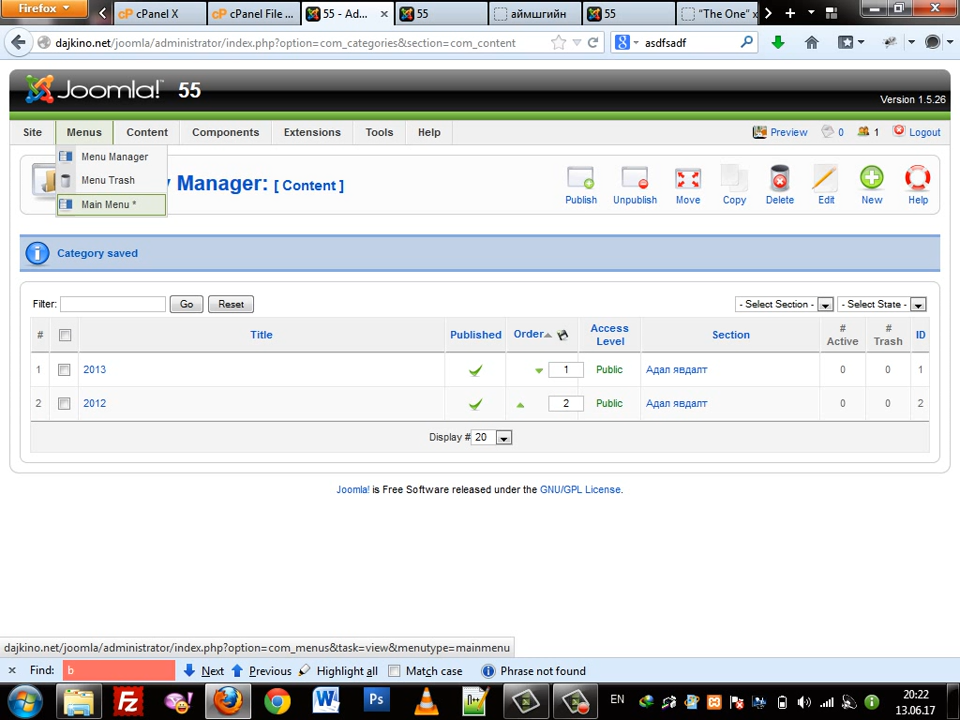 Firefox
cPanel X
cPanel File ...
55 - Ad...
55
аймшгийн
55
"The One" х
dajkino.net/joomla/administrator/index.php?option=com_categories&section=com_content
asdfsadf
Joomla! 55
Version 1.5.26
Site Menus Content Components Extensions Tools Help
Preview 0 1 Logout
Menu Manager
Menu Trash
Main Menu *
y Manager: [ Content ]
Publish Unpublish Move Copy Delete Edit New Help
Category saved
Filter: Go Reset - Select Section - - Select State -
# Title Published Order Access Level Section # Active # Trash ID
1 2013 1 Public Адал явдалт 0 0 1
2 2012 2 Public Адал явдалт 0 0 2
Display # 20
Joomla! is Free Software released under the GNU/GPL License.
dajkino.net/joomla/administrator/index.php?option=com_menus&task=view&menutype=mainmenu
× Find: b Next Previous Highlight all Match case Phrase not found
EN
20:22
13.06.17